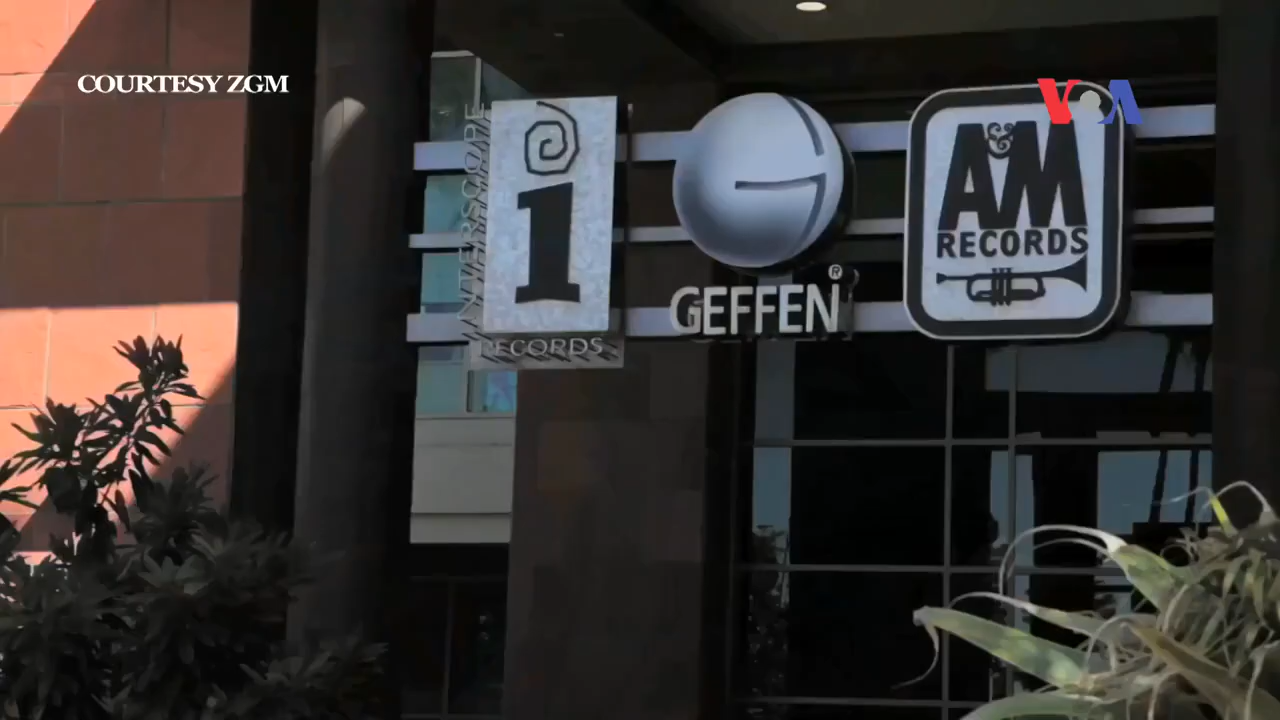 COURTESY ZGM
VOA
INTERSCOPE
i
RECORDS
GEFFEN®
A&M
RECORDS